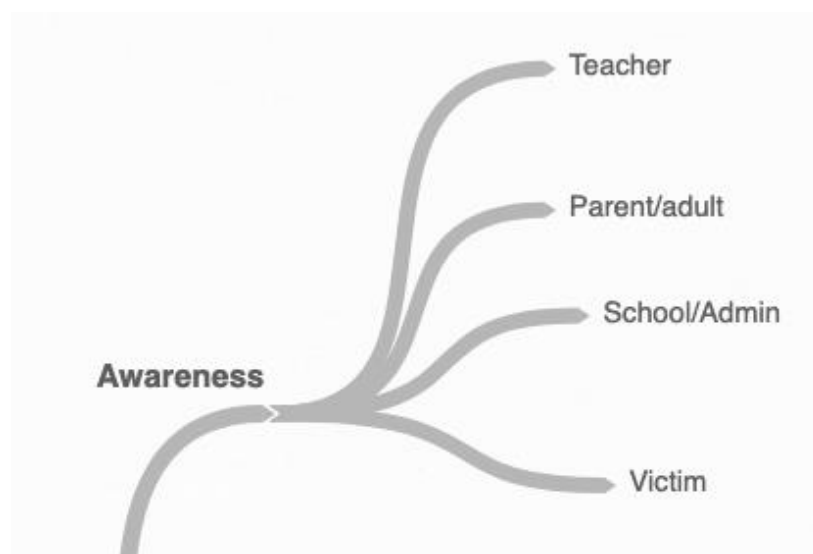 Teacher
Parent/adult
School/Admin
Awareness
Victim